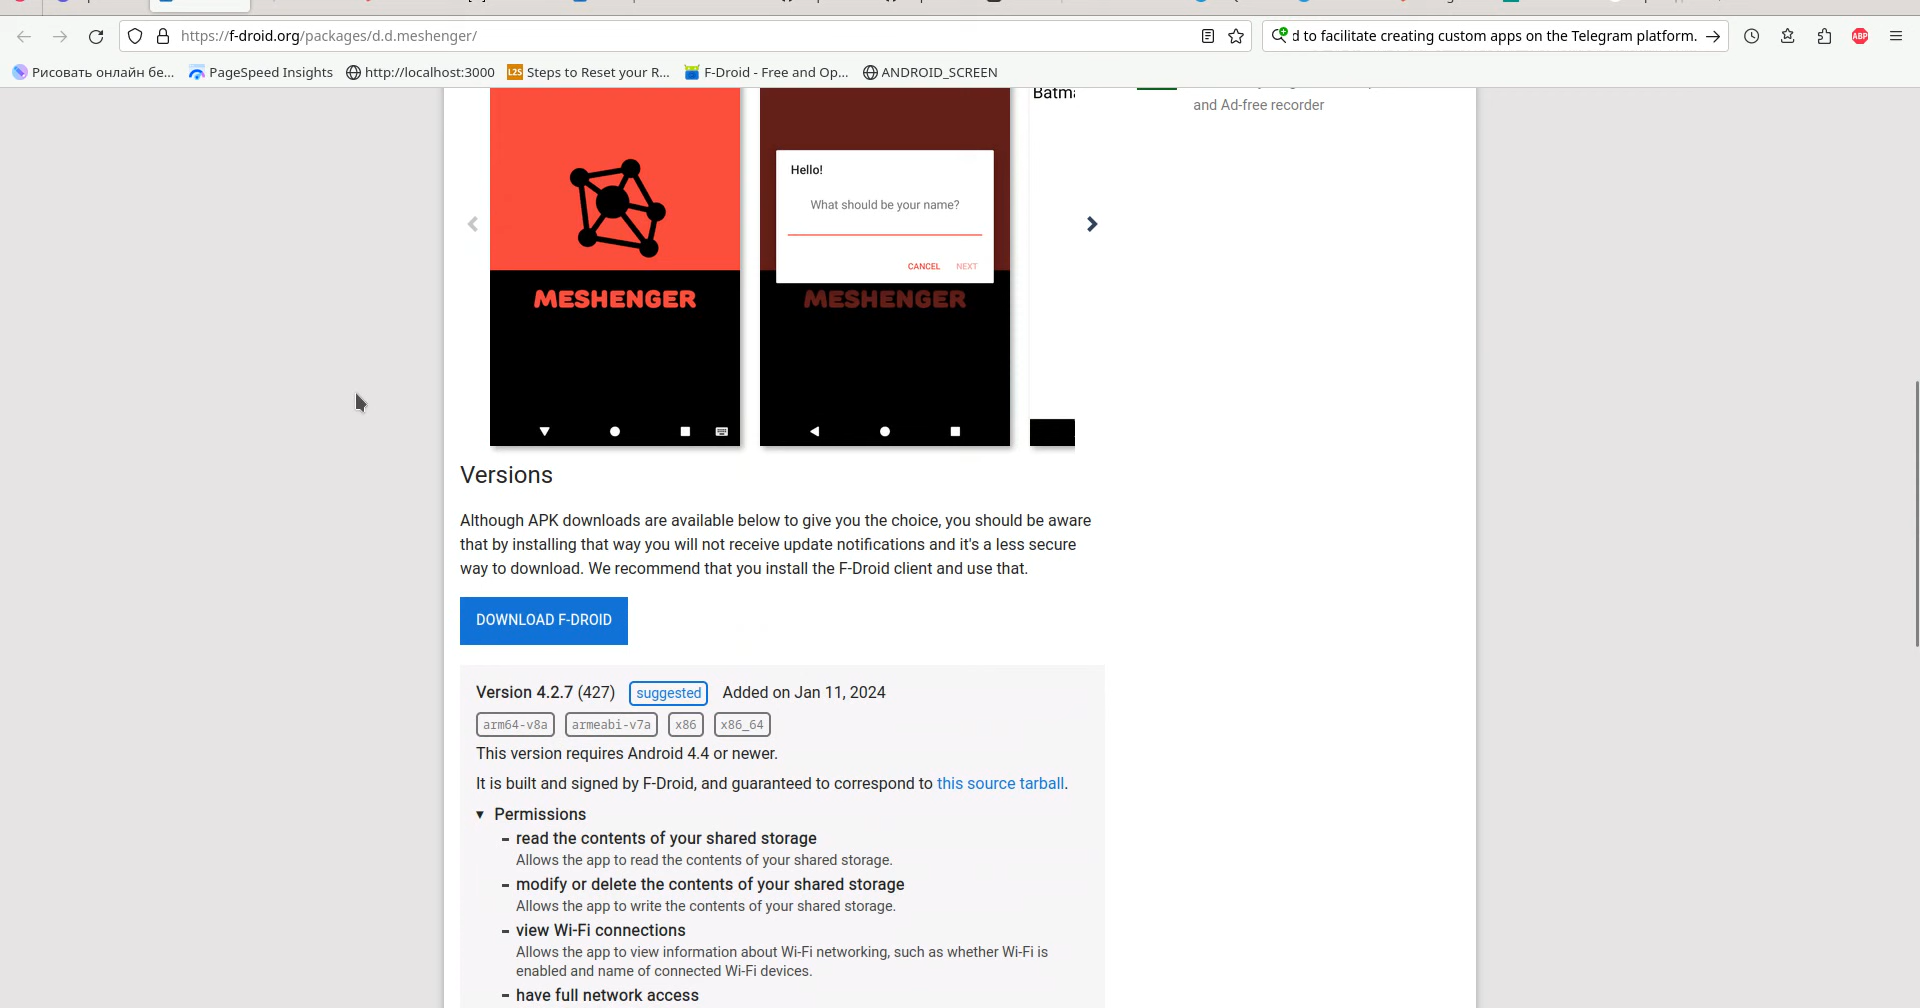 https://f-droid.org/packages/d.d.meshenger/
d to facilitate creating custom apps on the Telegram platform.
ABP
Рисовать онлайн бе...
PageSpeed Insights
http://localhost:3000
L2S
Steps to Reset your R...
F-Droid - Free and Op...
ANDROID_SCREEN
and Ad-free recorder
MESHENGER
Hello!
What should be your name?
CANCEL NEXT
MESHENGER
Versions
Although APK downloads are available below to give you the choice, you should be aware
that by installing that way you will not receive update notifications and it's a less secure
way to download. We recommend that you install the F-Droid client and use that.
DOWNLOAD F-DROID
Version 4.2.7 (427) suggested Added on Jan 11, 2024
arm64-v8a armeabi-v7a x86 x86_64
This version requires Android 4.4 or newer.
It is built and signed by F-Droid, and guaranteed to correspond to this source tarball.
▾ Permissions
– read the contents of your shared storage
Allows the app to read the contents of your shared storage.
– modify or delete the contents of your shared storage
Allows the app to write the contents of your shared storage.
– view Wi-Fi connections
Allows the app to view information about Wi-Fi networking, such as whether Wi-Fi is
enabled and name of connected Wi-Fi devices.
– have full network access